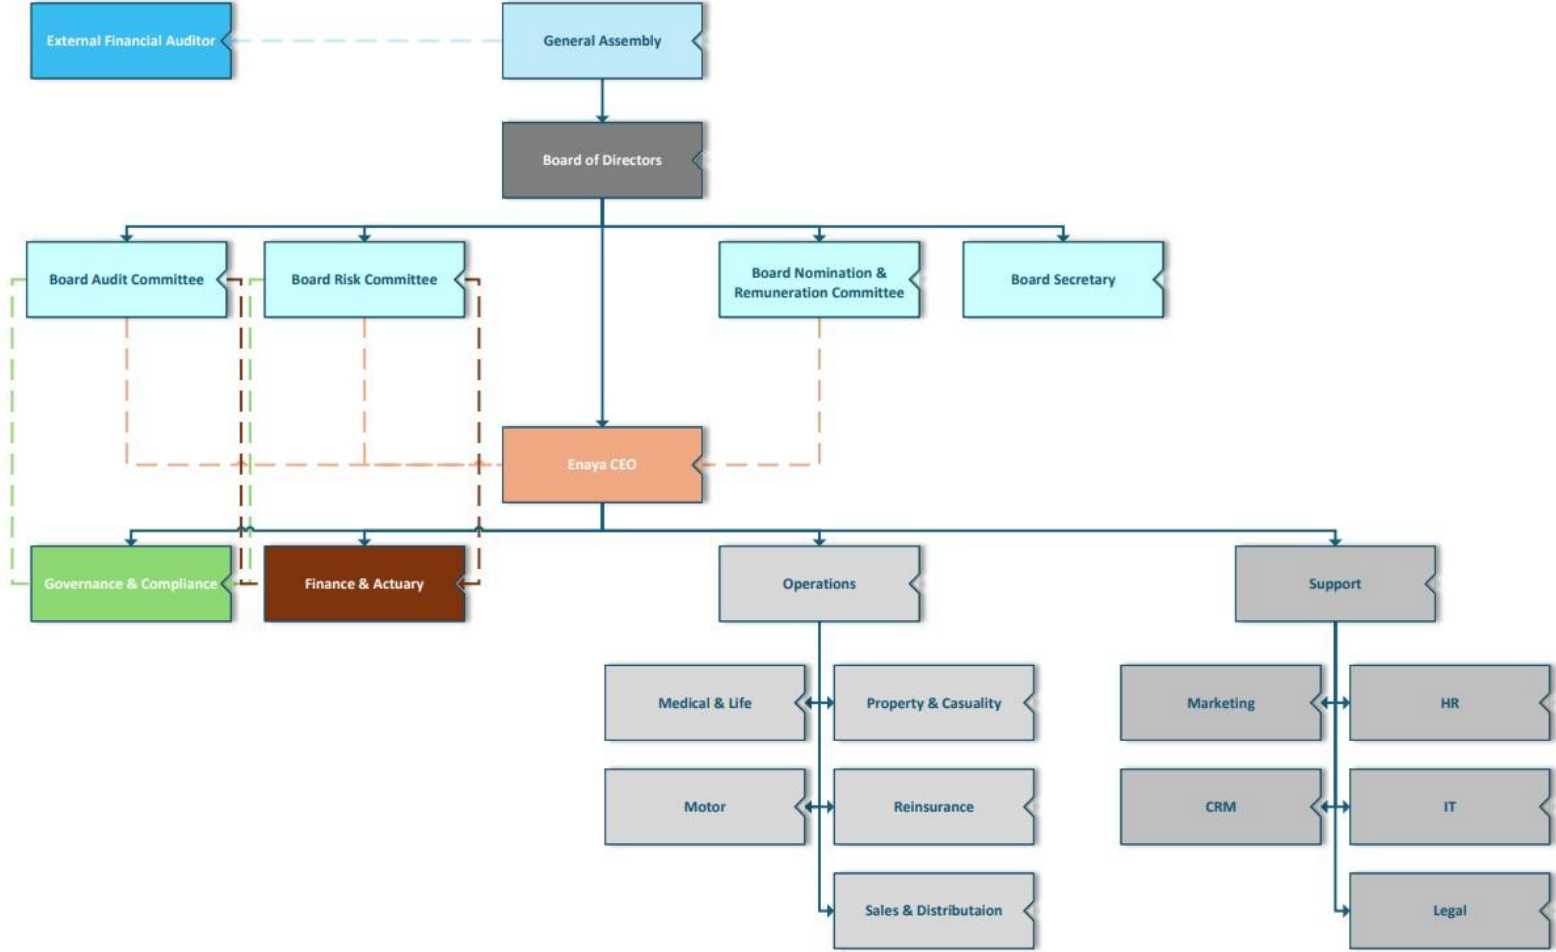 External Financial Auditor
General Assembly
Board of Directors
Board Audit Committee
Board Risk Committee
Board Nomination &
Remuneration Committee
Board Secretary
Enaya CEO
Governance & Compliance
Finance & Actuary
Operations
Support
Medical & Life
Property & Casuality
Marketing
HR
Motor
Reinsurance
CRM
IT
Sales & Distributaion
Legal